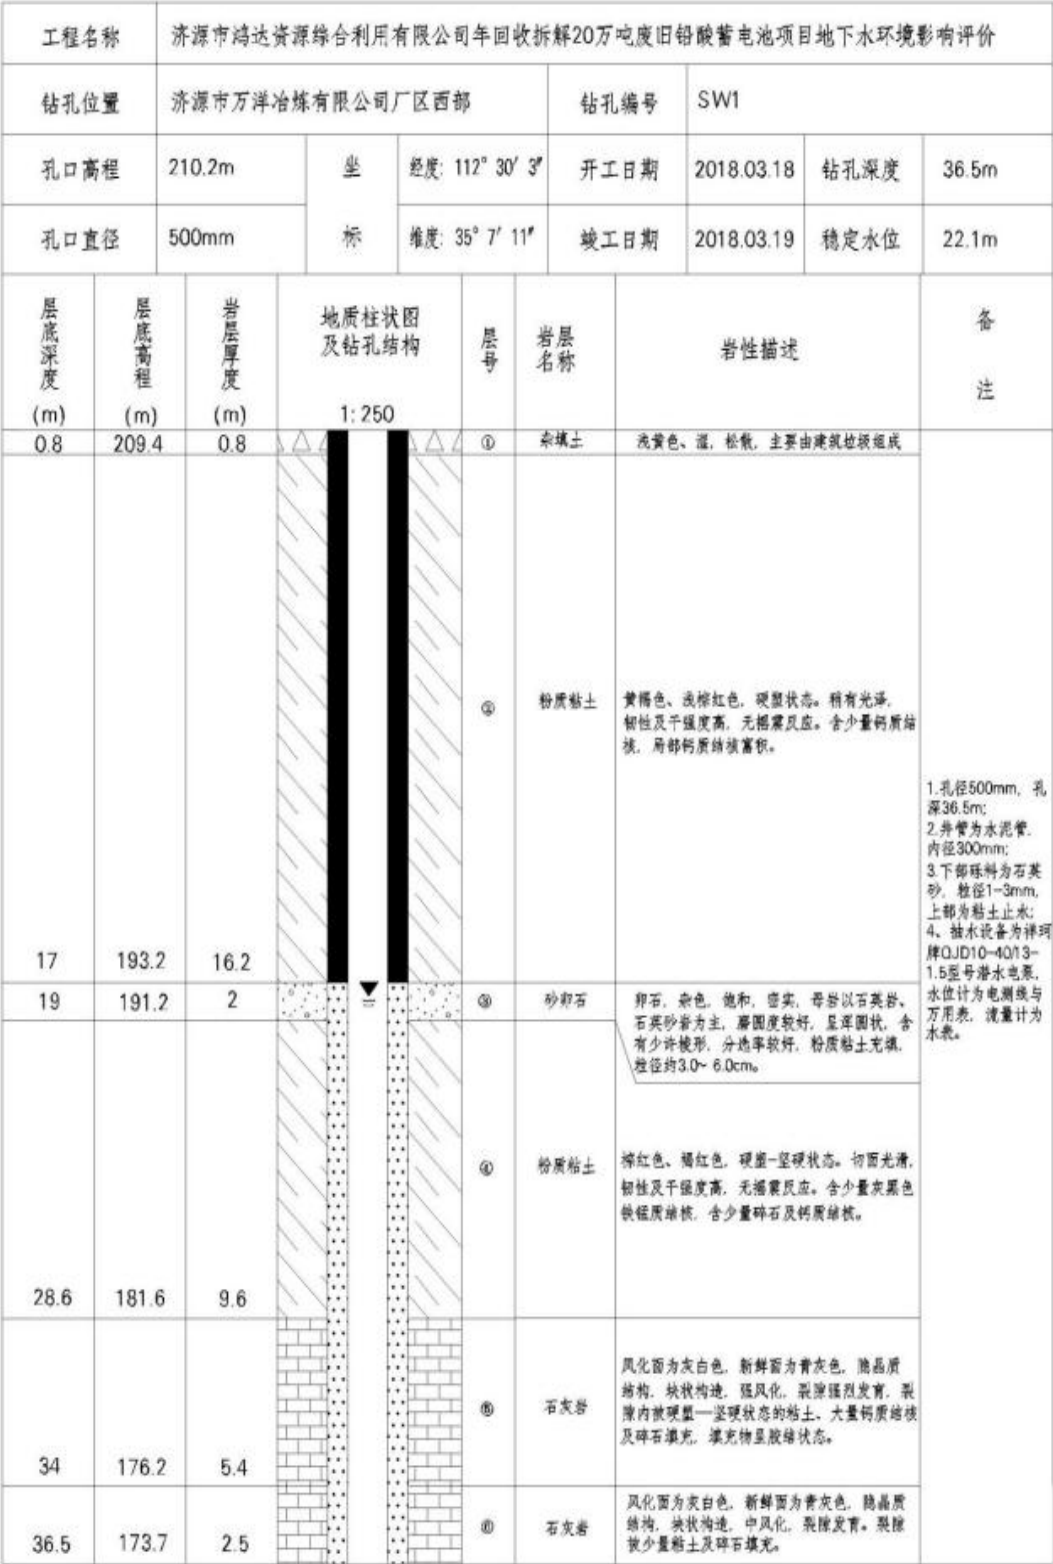 工程名称 济源市鸿达资源综合利用有限公司年回收拆解20万吨废旧铅酸蓄电池项目地下水环境影响评价
钻孔位置 济源市万洋冶炼有限公司厂区西部 钻孔编号 SW1
孔口高程 210.2m 坐 经度: 112° 30′ 3″ 开工日期 2018.03.18 钻孔深度 36.5m
孔口直径 500mm 标 维度: 35° 7′ 11″ 竣工日期 2018.03.19 稳定水位 22.1m
层底深度(m) 层底高程(m) 岩层厚度(m) 地质柱状图
及钻孔结构
1:250
层号
岩层
名称
岩性描述
备注
0.8 209.4 0.8 ① 杂填土 浅黄色、湿, 松散, 主要由建筑垃圾组成
17 193.2 16.2 ② 粉质粘土
黄褐色、浅棕红色, 硬塑状态。稍有光泽,
韧性及干强度高, 无摇震反应。含少量钙质结
核, 局部钙质结核富积。
19 191.2 2 ③ 砂卵石
卵石, 杂色, 饱和, 密实, 母岩以石英岩、
石英砂岩为主, 磨圆度较好, 呈浑圆状, 含
有少许棱形, 分选率较好, 粉质粘土充填,
粒径约3.0~6.0cm。
28.6 181.6 9.6 ④ 粉质粘土
棕红色、褐红色, 硬塑-坚硬状态。切面光滑,
韧性及干强度高, 无摇震反应。含少量灰黑色
铁锰质结核, 含少量碎石及钙质结核。
34 176.2 5.4 ⑤ 石灰岩
风化面为灰白色, 新鲜面为青灰色, 隐晶质
结构, 块状构造, 强风化, 裂隙强烈发育, 裂
隙内被硬塑—坚硬状态的粘土、大量钙质结核
及碎石填充, 填充物呈胶结状态。
36.5 173.7 2.5 ⑥ 石灰岩
风化面为灰白色, 新鲜面为青灰色, 隐晶质
结构, 块状构造, 中风化, 裂隙发育。裂隙
被少量粘土及碎石填充。
1.孔径500mm, 孔
深36.5m;
2.井管为水泥管,
内径300mm;
3.下部砾料为石英
砂, 粒径1-3mm,
上部为粘土止水;
4、抽水设备为祥珂
牌QJD10-40/13-
1.5型号潜水电泵,
水位计为电测线与
万用表, 流量计为
水表。